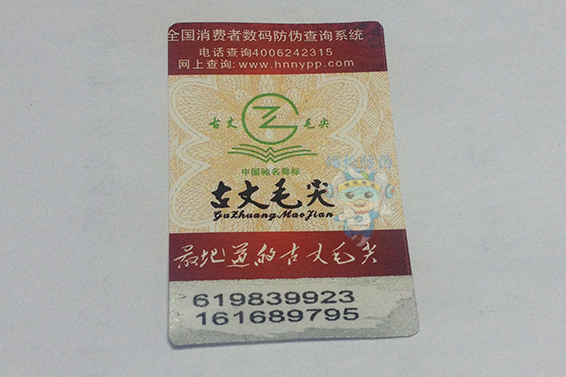 全国消费者数码防伪查询系统
电话查询4006242315
网上查询:www.hnnypp.com
古丈 毛尖
中国驰名商标
古丈毛尖
GuZhuangMaoJian
最地道的古丈毛尖
619839923
161689795